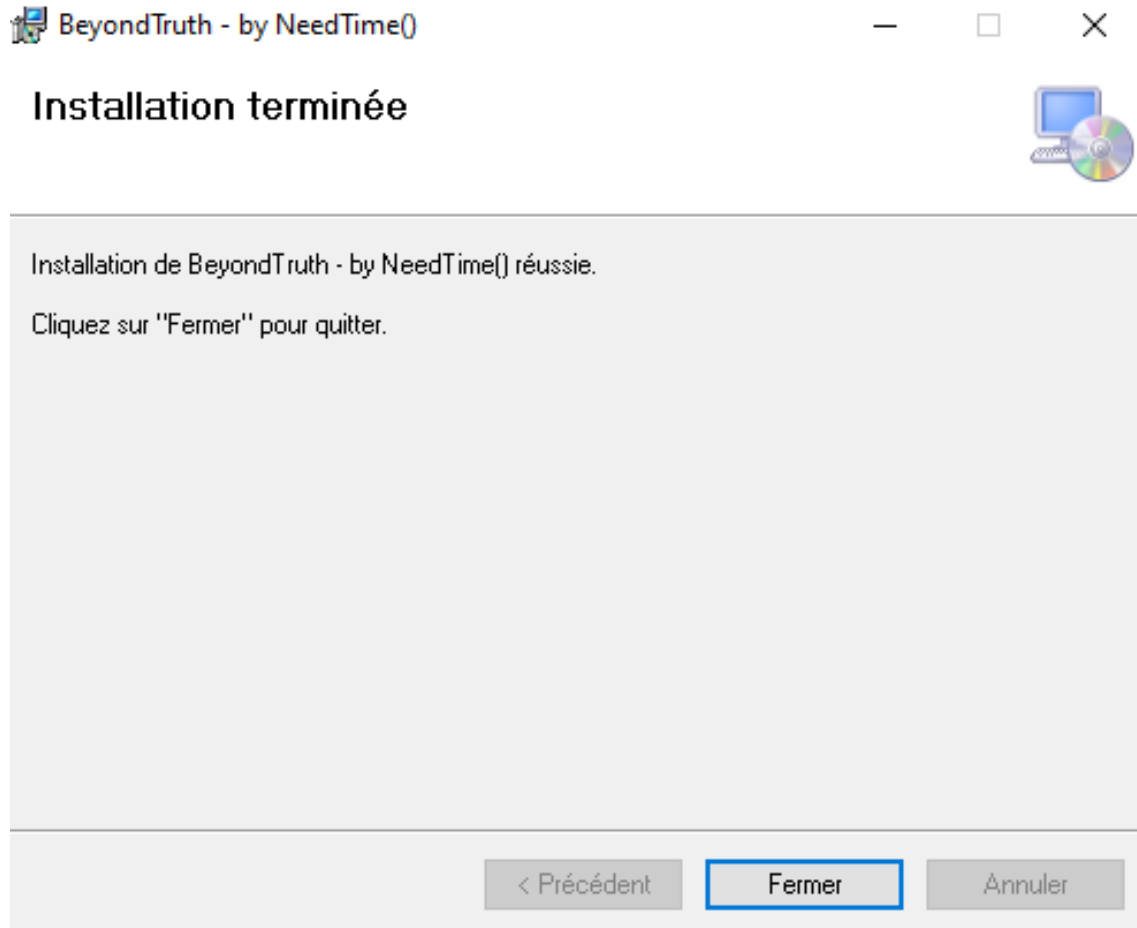 BeyondTruth - by NeedTime()
Installation terminée
Installation de BeyondTruth - by NeedTime() réussie.
Cliquez sur "Fermer" pour quitter.
< Précédent
Fermer
Annuler